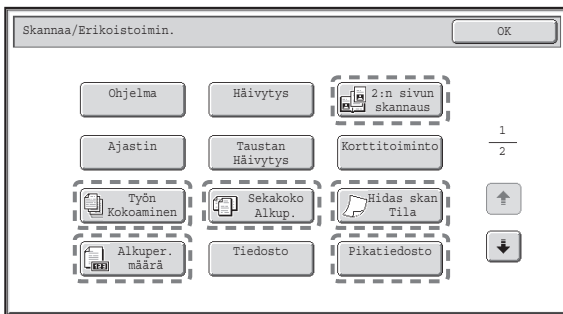 Skannaa/Erikoistoimin.
OK
Ohjelma
Häivytys
2:n sivun
skannaus
Ajastin
Taustan
Häivytys
Korttitoiminto
1
2
Työn
Kokoaminen
Sekakoko
Alkup.
Hidas skan
Tila
Alkuper.
määrä
Tiedosto
Pikatiedosto